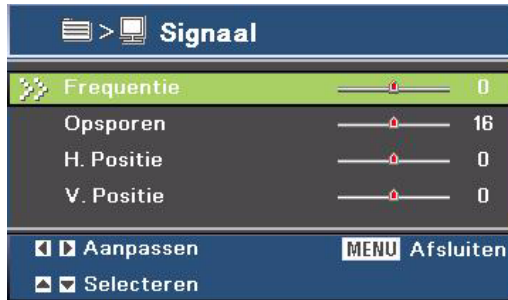 > Signaal
Frequentie 0
Opsporen 16
H. Positie 0
V. Positie 0
Aanpassen MENU Afsluiten
Selecteren